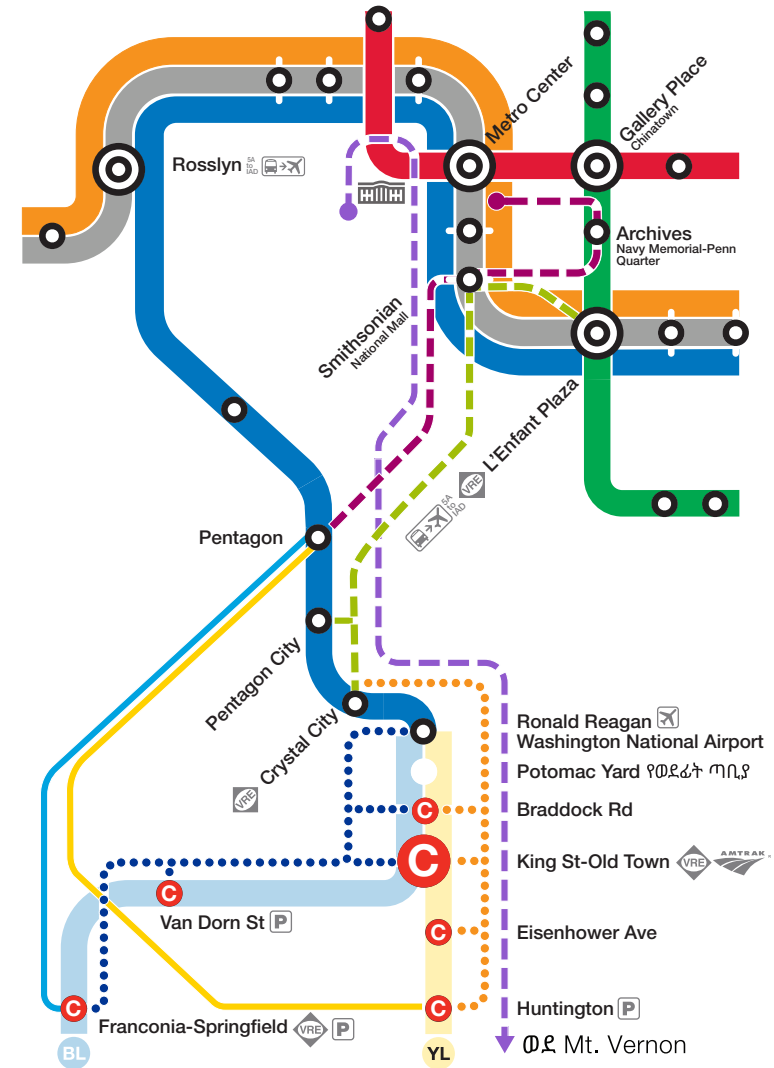 Metro Center
Gallery Place
Chinatown
Rosslyn
5A
to
IAD
Archives
Navy Memorial-Penn
Quarter
Smithsonian
National Mall
L'Enfant Plaza
VRE
5A
to
IAD
Pentagon
Pentagon City
Crystal City
VRE
Ronald Reagan
Washington National Airport
Potomac Yard የወደፊት ጣቢያ
C
Braddock Rd
C
King St-Old Town
VRE
AMTRAK
C
Van Dorn St P
C
Eisenhower Ave
C
Franconia-Springfield VRE P
C
Huntington P
BL
YL
ወደ Mt. Vernon